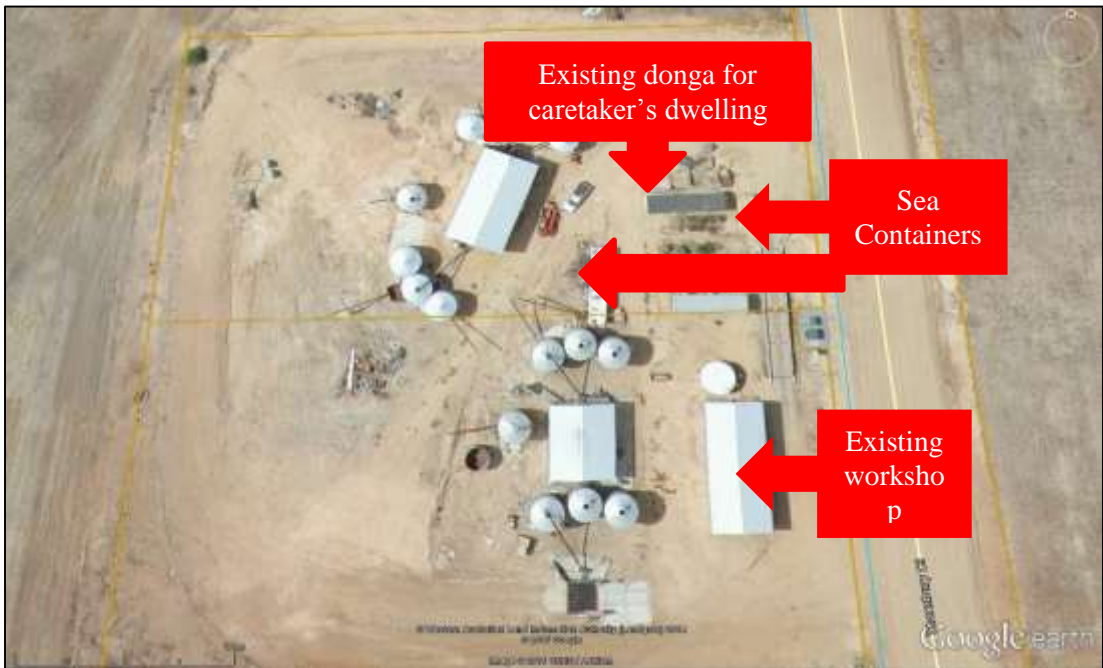 Existing donga for
caretaker's dwelling
Sea
Containers
Existing
worksho
p
Google earth